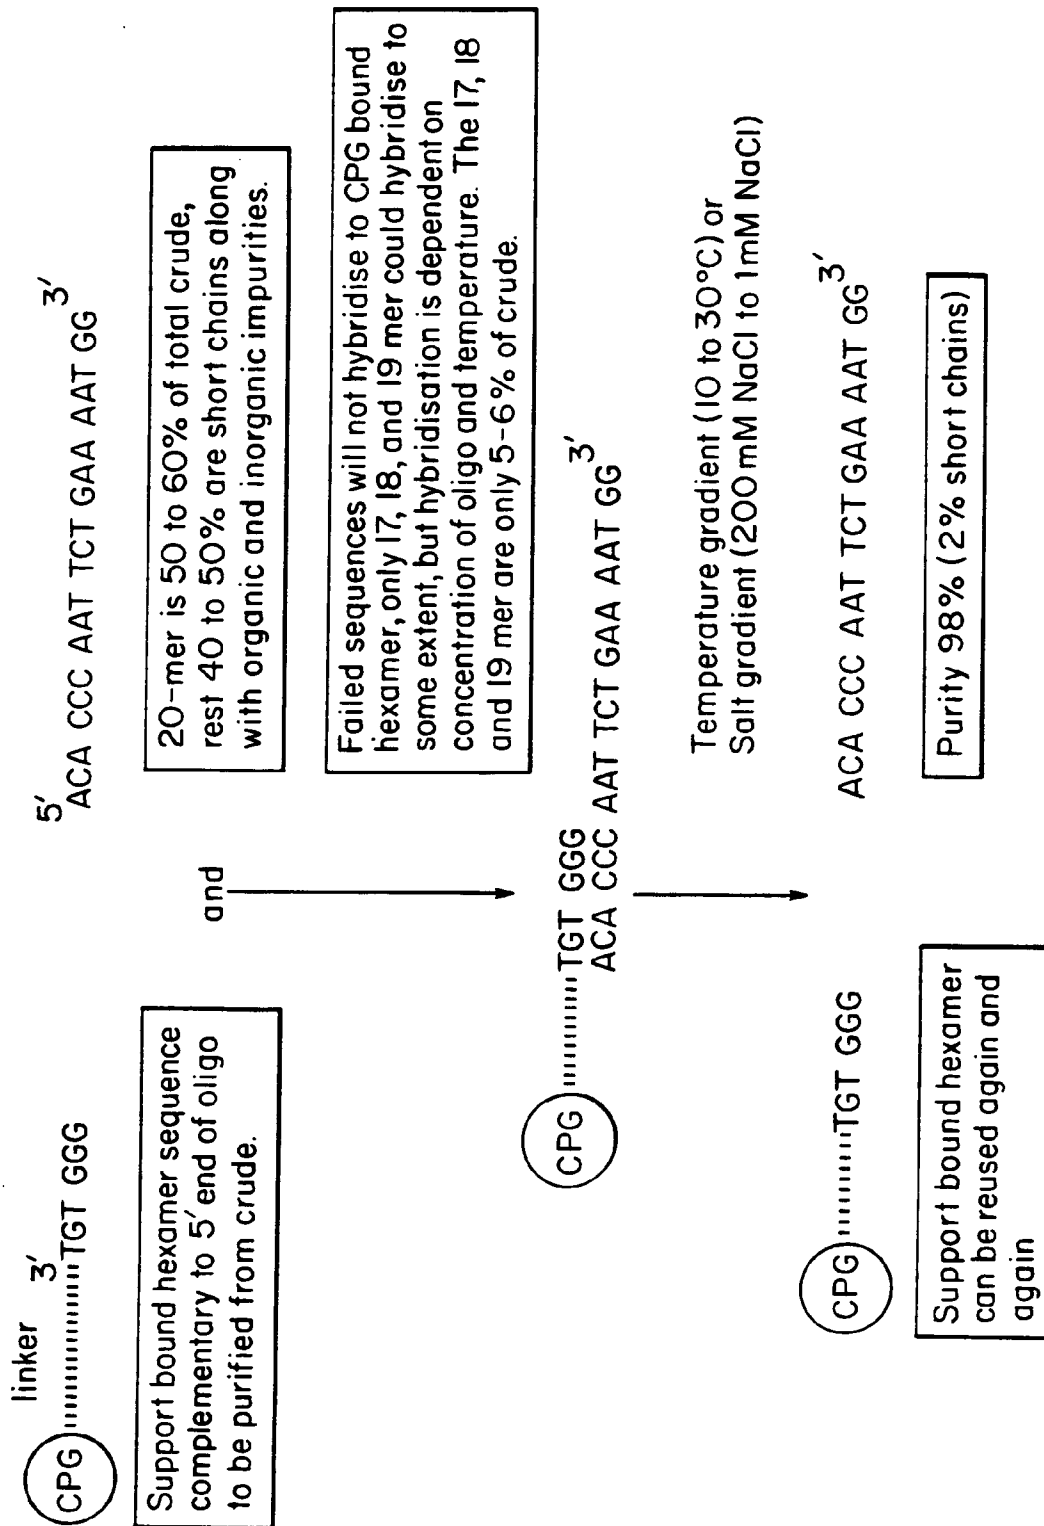 linker
CPG 3′ TGT GGG
Support bound hexamer sequence
complementary to 5′ end of oligo
to be purified from crude.
and
5′ ACA CCC AAT TCT GAA AAT GG 3′
20-mer is 50 to 60% of total crude,
rest 40 to 50% are short chains along
with organic and inorganic impurities.
Failed sequences will not hybridise to CPG bound
hexamer, only 17, 18, and 19 mer could hybridise to
some extent, but hybridisation is dependent on
concentration of oligo and temperature. The 17, 18
and 19 mer are only 5-6% of crude.
CPG TGT GGG
ACA CCC AAT TCT GAA AAT GG 3′
Temperature gradient (10 to 30°C) or
Salt gradient (200 mM NaCl to 1mM NaCl)
CPG TGT GGG
Support bound hexamer
can be reused again and
again
ACA CCC AAT TCT GAA AAT GG 3′
Purity 98% (2% short chains)